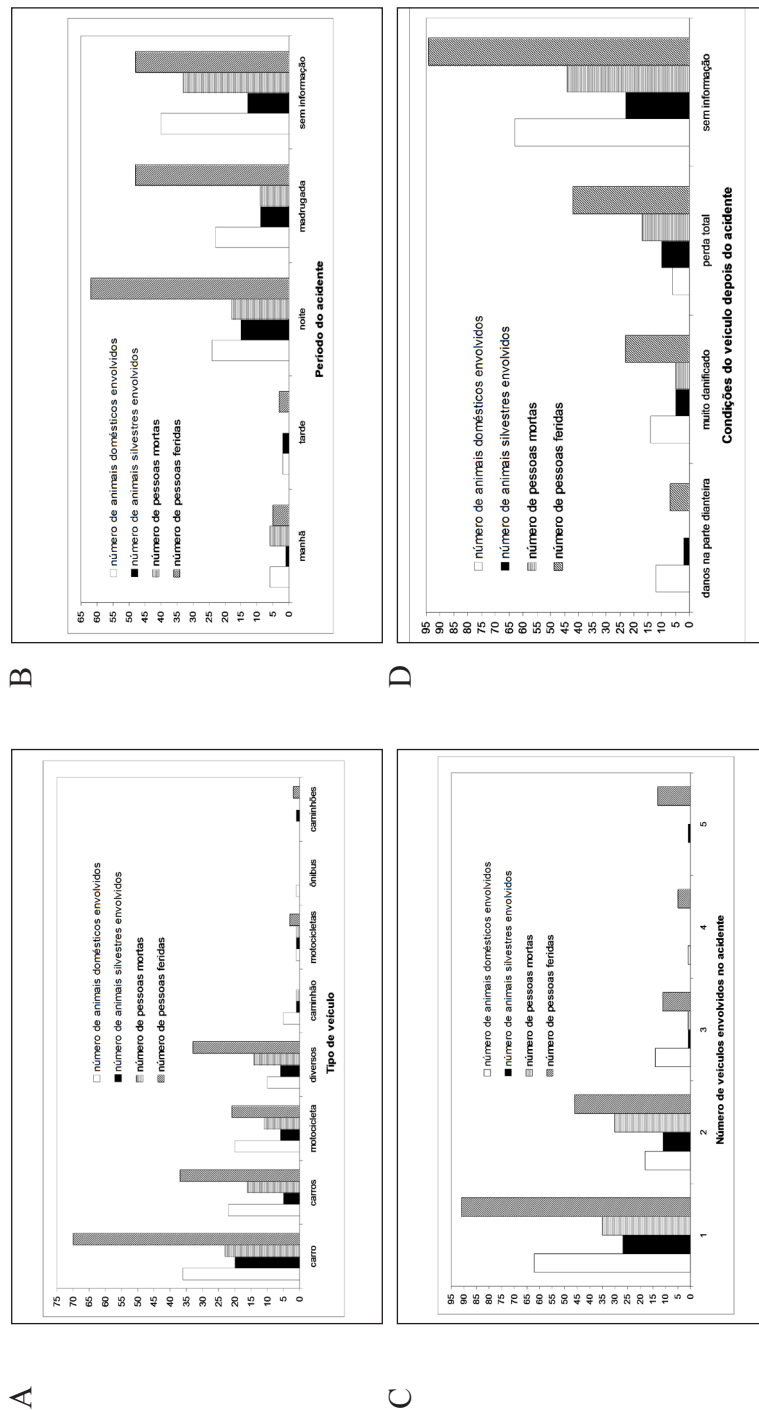 A
75
70
65
60
55
50
45
40
35
30
25
20
15
10
5
0
número de animais domésticos envolvidos
número de animais silvestres envolvidos
número de pessoas mortas
número de pessoas feridas
carro
carros
motocicleta
diversos
caminhão
motocicletas
ônibus
caminhões
Tipo de veículo
B
65
60
55
50
45
40
35
30
25
20
15
10
5
0
número de animais domésticos envolvidos
número de animais silvestres envolvidos
número de pessoas mortas
número de pessoas feridas
manhã
tarde
noite
madrugada
sem informação
Período do acidente
C
95
90
85
80
75
70
65
60
55
50
45
40
35
30
25
20
15
10
5
0
número de animais domésticos envolvidos
número de animais silvestres envolvidos
número de pessoas mortas
número de pessoas feridas
1
2
3
4
5
Número de veículos envolvidos no acidente
D
95
90
85
80
75
70
65
60
55
50
45
40
35
30
25
20
15
10
5
0
número de animais domésticos envolvidos
número de animais silvestres envolvidos
número de pessoas mortas
número de pessoas feridas
danos na parte dianteira
muito danificado
perda total
sem informação
Condições do veículo depois do acidente